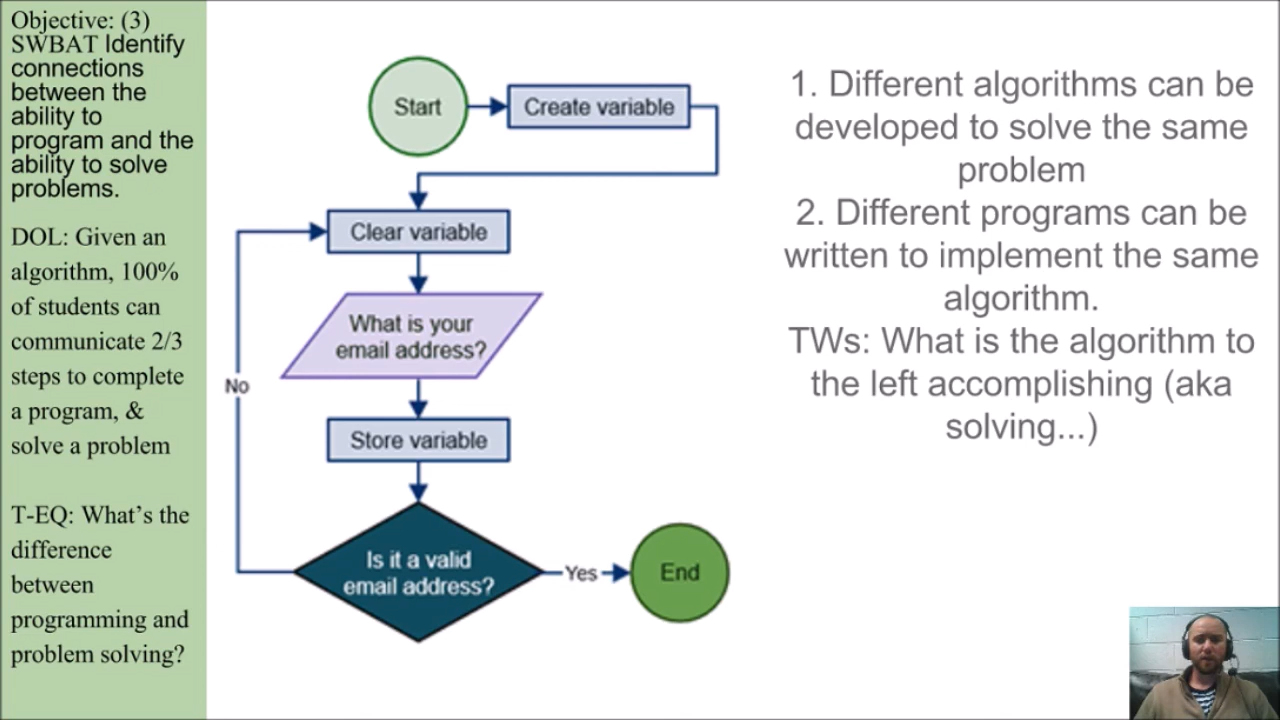 Objective: (3)
SWBAT Identify
connections
between the
ability to
program and the
ability to solve
problems.
DOL: Given an
algorithm, 100%
of students can
communicate 2/3
steps to complete
a program, &
solve a problem
T-EQ: What's the
difference
between
programming and
problem solving?
Start
Create variable
Clear variable
What is your
email address?
No
Store variable
Is it a valid
email address?
Yes
End
1. Different algorithms can be
developed to solve the same
problem
2. Different programs can be
written to implement the same
algorithm.
TWs: What is the algorithm to
the left accomplishing (aka
solving...)